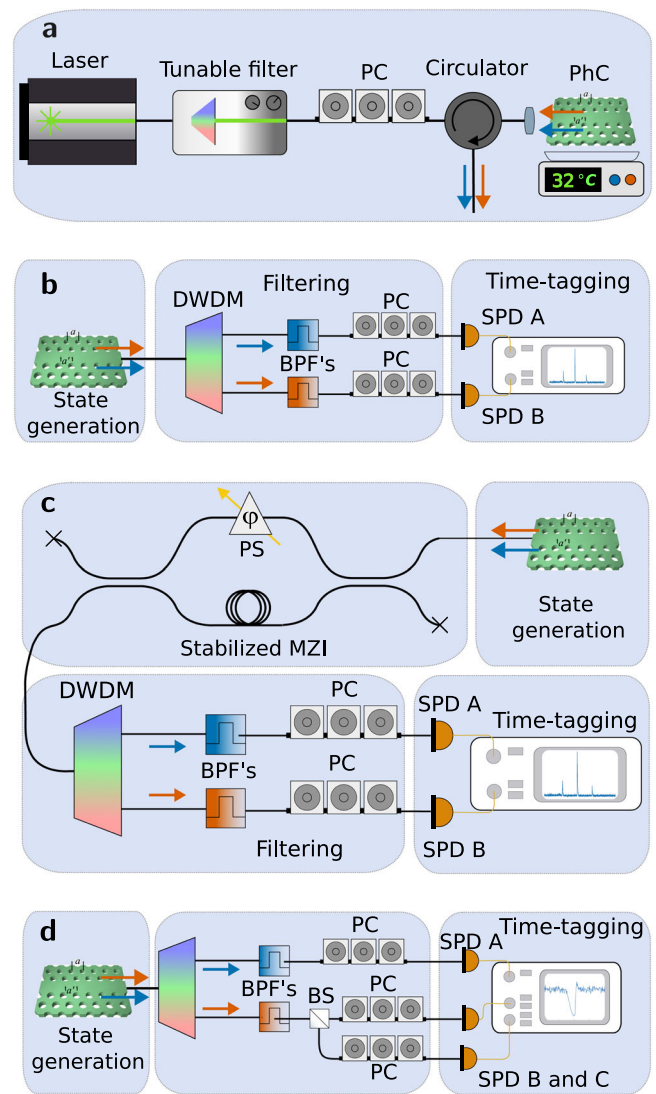 a
Laser
Tunable filter
PC
Circulator
PhC
a
'a''
32°C
b
Filtering
Time-tagging
DWDM
PC
SPD A
a
'a''
BPF's
PC
State
generation
SPD B
c
φ
PS
a
'a''
State
generation
Stabilized MZI
DWDM
PC
SPD A
Time-tagging
BPF's
PC
Filtering
SPD B
d
PC
SPD A
Time-tagging
a
'a''
BPF's
BS
PC
State
generation
PC
SPD B and C